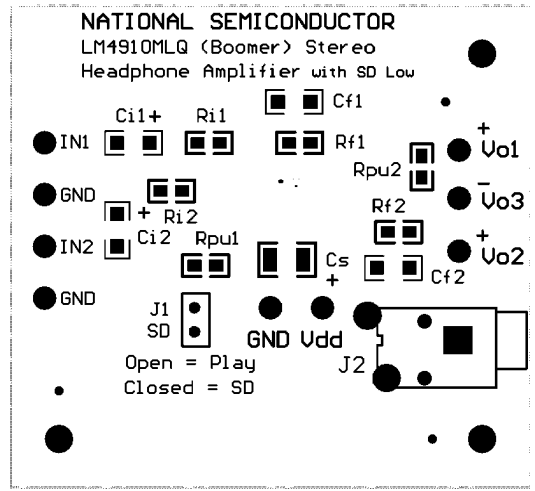 NATIONAL SEMICONDUCTOR
LM4910MLQ (Boomer) Stereo
Headphone Amplifier with SD Low
Cf1
Ci1+
Ri1
IN1
Rf1
+
Vo1
Rpu2
GND
-
Vo3
Ri2
+
Ci2
Rf2
IN2
Rpu1
+
Vo2
Cs
+
Cf2
GND
J1
SD
GND Vdd
J2
Open = Play
Closed = SD